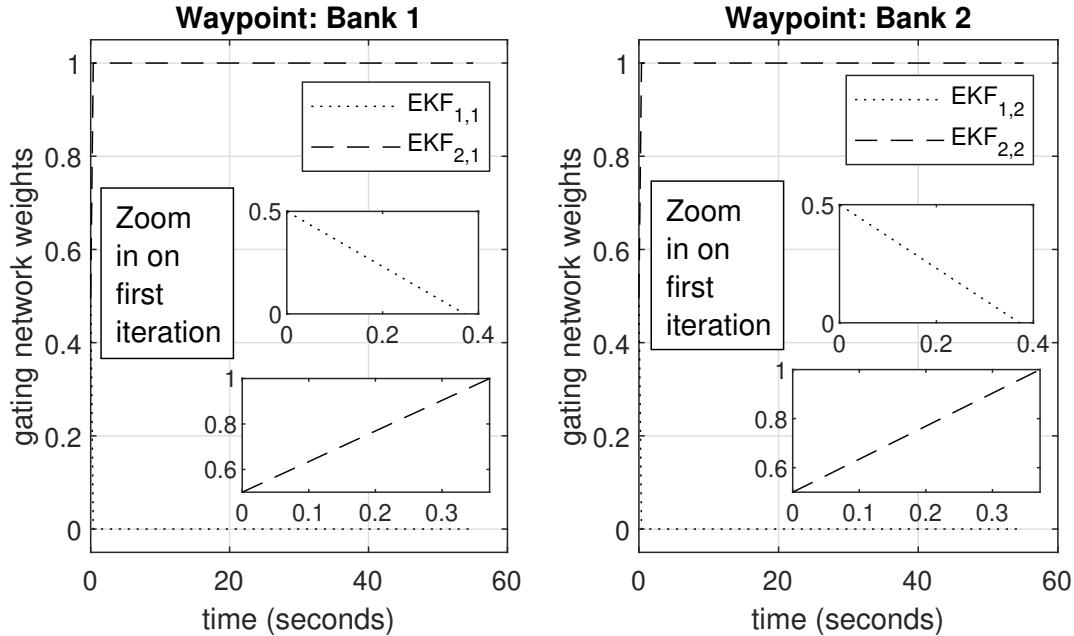 Waypoint: Bank 1
gating network weights
1
0.8
0.6
0.4
0.2
0
0
20
40
60
time (seconds)
EKF1,1
EKF2,1
Zoom
in on
first
iteration
0.5
0
0
0.2
0.4
1
0.8
0.6
0
0.1
0.2
0.3
Waypoint: Bank 2
gating network weights
1
0.8
0.6
0.4
0.2
0
0
20
40
60
time (seconds)
EKF1,2
EKF2,2
Zoom
in on
first
iteration
0.5
0
0
0.2
0.4
1
0.8
0.6
0
0.1
0.2
0.3